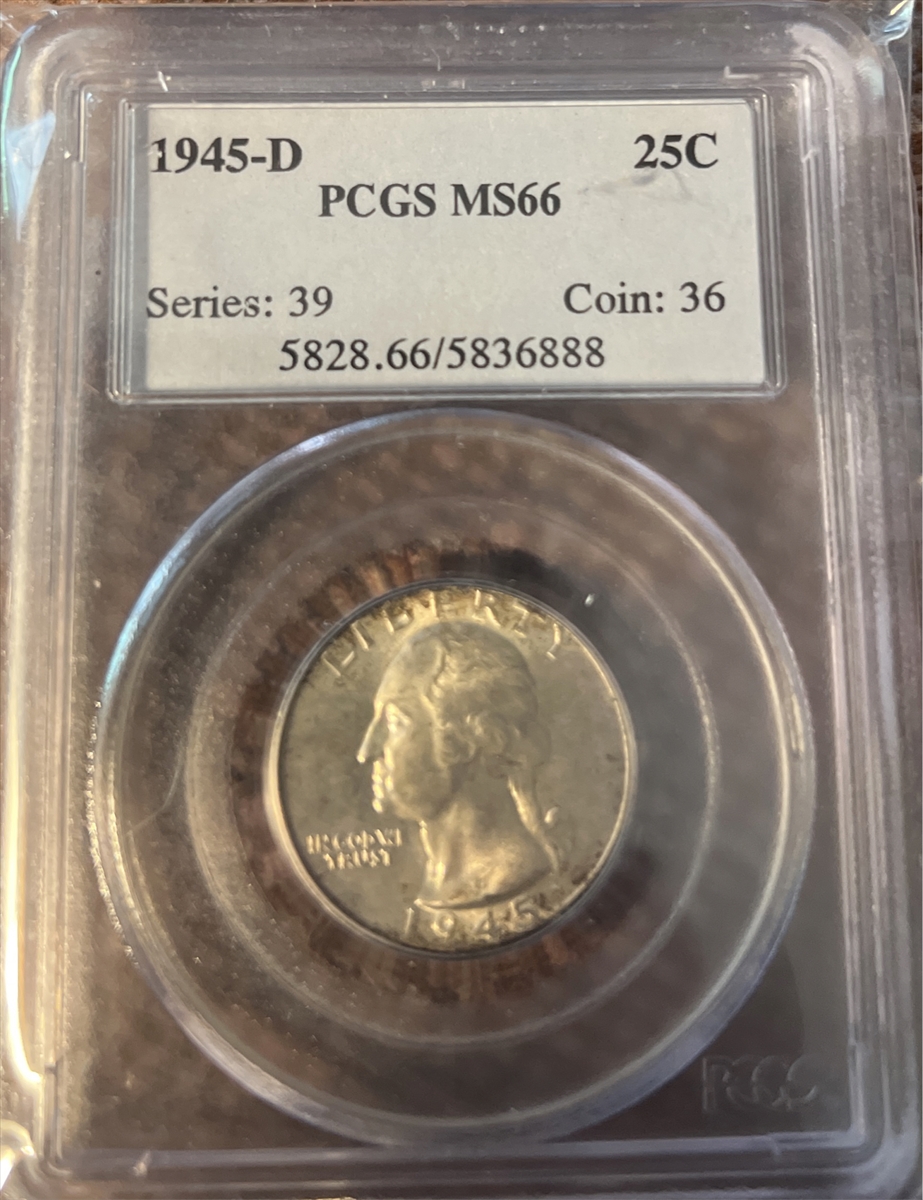 1945-D 25C
PCGS MS66
Series: 39 Coin: 36
5828.66/5836888
LIBERTY
IN GOD WE
TRUST
1945
PCGS